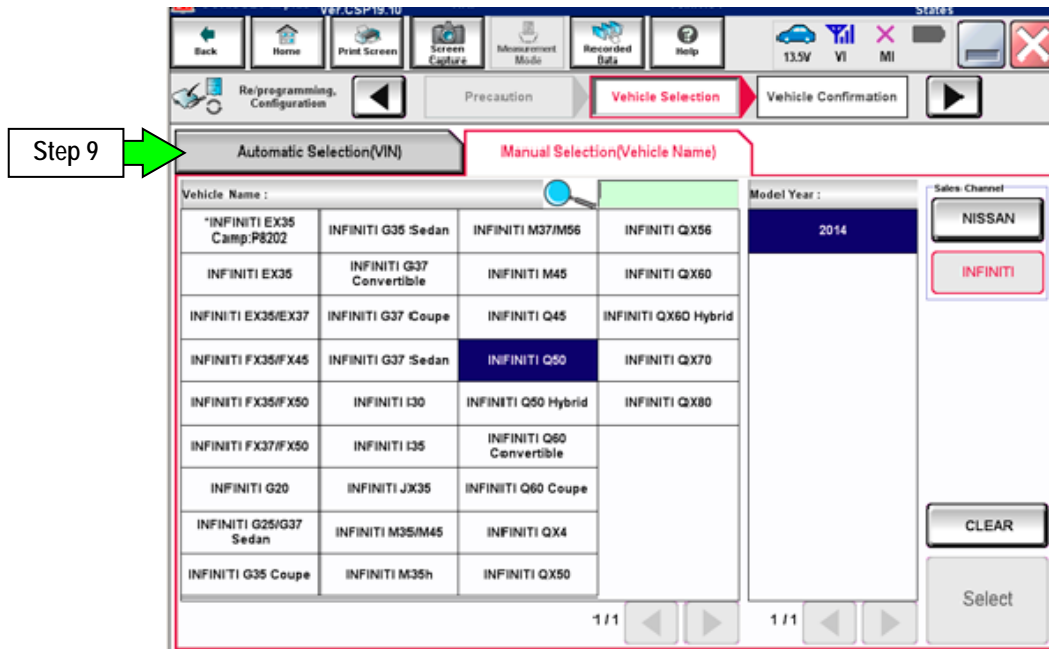 Ver.CSP19.10
States
Back
Home
Print Screen
Screen
Capture
Measurement
Mode
Recorded
Data
Help
13.5V
VI
MI
Re/programming,
Configuration
Precaution
Vehicle Selection
Vehicle Confirmation
Step 9
Automatic Selection(VIN)
Manual Selection(Vehicle Name)
Vehicle Name :
Model Year :
Sales Channel
*INFINITI EX35
Camp:P8202
INFINITI G35 Sedan
INFINITI M37/M56
INFINITI QX56
2014
NISSAN
INFINITI EX35
INFINITI G37
Convertible
INFINITI M45
INFINITI QX60
INFINITI
INFINITI EX35/EX37
INFINITI G37 Coupe
INFINITI Q45
INFINITI QX60 Hybrid
INFINITI FX35/FX45
INFINITI G37 Sedan
INFINITI Q50
INFINITI QX70
INFINITI FX35/FX50
INFINITI I30
INFINITI Q50 Hybrid
INFINITI QX80
INFINITI FX37/FX50
INFINITI I35
INFINITI Q60
Convertible
INFINITI G20
INFINITI JX35
INFINITI Q60 Coupe
INFINITI G25/G37
Sedan
INFINITI M35/M45
INFINITI QX4
CLEAR
INFINITI G35 Coupe
INFINITI M35h
INFINITI QX50
Select
1/1
1/1